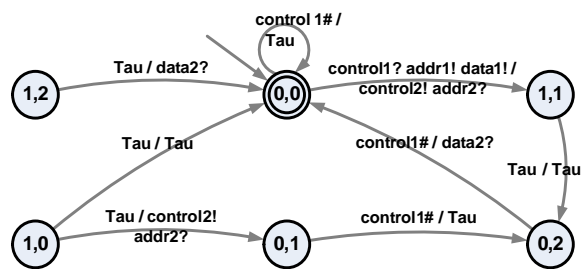 control 1# /
Tau
Tau / data2?
control1? addr1! data1! /
control2! addr2?
1,2
0,0
1,1
Tau / Tau
control1# / data2?
Tau / Tau
Tau / control2!
addr2?
control1# / Tau
1,0
0,1
0,2